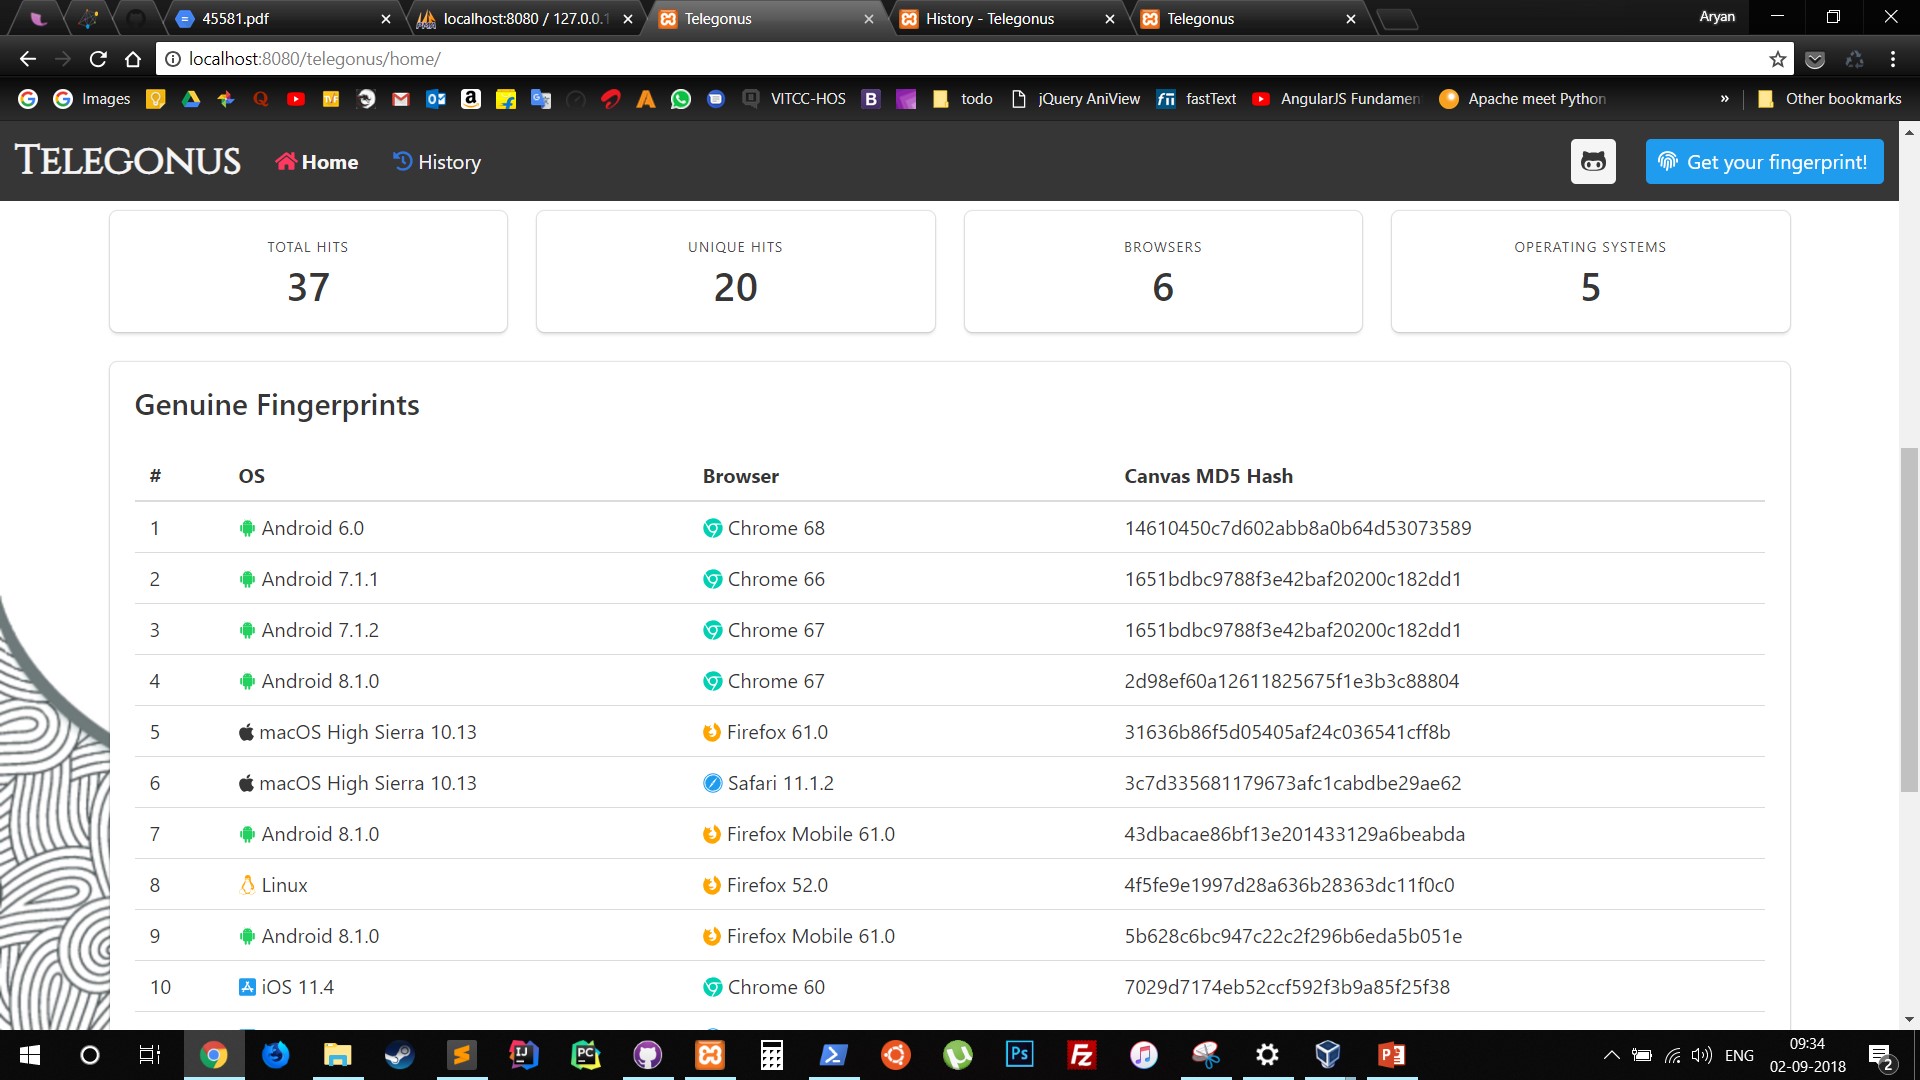 45581.pdf
localhost:8080 / 127.0.0.1
Telegonus
History - Telegonus
Telegonus
Aryan
localhost:8080/telegonus/home/
Images
VITCC-HOS
todo
jQuery AniView
fastText
AngularJS Fundamen
Apache meet Python
»
Other bookmarks
TELEGONUS
Home
History
Get your fingerprint!
TOTAL HITS
37
UNIQUE HITS
20
BROWSERS
6
OPERATING SYSTEMS
5
Genuine Fingerprints
# OS Browser Canvas MD5 Hash
1 Android 6.0 Chrome 68 14610450c7d602abb8a0b64d53073589
2 Android 7.1.1 Chrome 66 1651bdbc9788f3e42baf20200c182dd1
3 Android 7.1.2 Chrome 67 1651bdbc9788f3e42baf20200c182dd1
4 Android 8.1.0 Chrome 67 2d98ef60a12611825675f1e3b3c88804
5 macOS High Sierra 10.13 Firefox 61.0 31636b86f5d05405af24c036541cff8b
6 macOS High Sierra 10.13 Safari 11.1.2 3c7d335681179673afc1cabdbe29ae62
7 Android 8.1.0 Firefox Mobile 61.0 43dbacae86bf13e201433129a6beabda
8 Linux Firefox 52.0 4f5fe9e1997d28a636b28363dc11f0c0
9 Android 8.1.0 Firefox Mobile 61.0 5b628c6bc947c22c2f296b6eda5b051e
10 iOS 11.4 Chrome 60 7029d7174eb52ccf592f3b9a85f25f38
ENG
09:34
02-09-2018
2